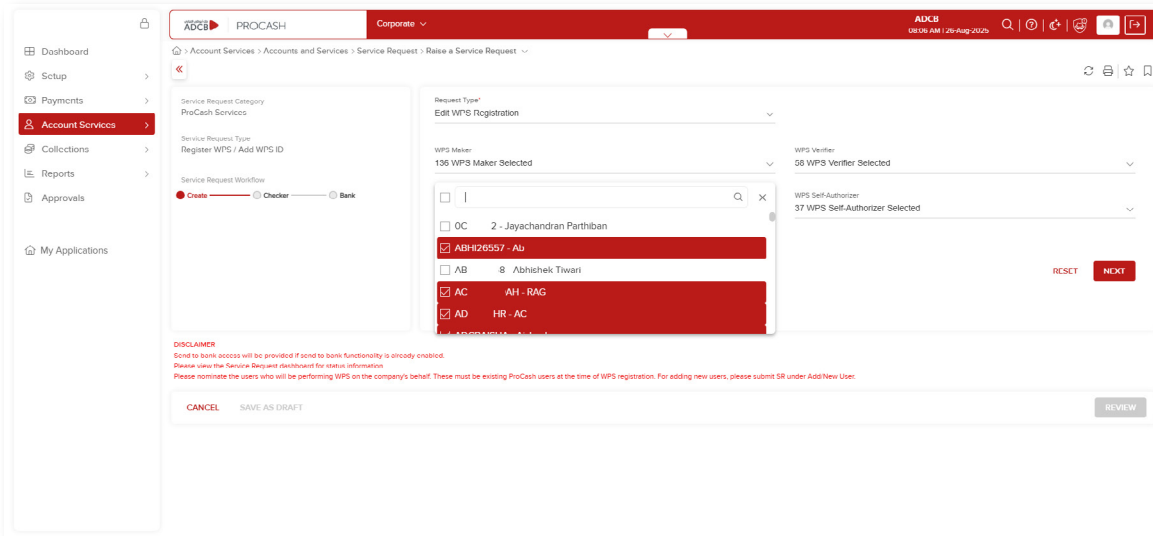 ADCB
PROCASH
Corporate
ADCB
08:06 AM | 26-Aug-2025
Dashboard
Setup
Payments
Account Services
Collections
Reports
Approvals
My Applications
> Account Services > Accounts and Services > Service Request > Raise a Service Request
Service Request Category
ProCash Services
Service Request Type
Register WPS / Add WPS ID
Service Request Workflow
Create
Checker
Bank
Request Type*
Edit WPS Registration
WPS Maker
136 WPS Maker Selected
WPS Verifier
58 WPS Verifier Selected
WPS Self-Authorizer
37 WPS Self-Authorizer Selected
0C 2 - Jayachandran Parthiban
ABHI26557 - Ab
AB 8 Abhishek Tiwari
AC AH - RAG
AD HR - AC
RESET
NEXT
DISCLAIMER
Send to bank access will be provided if send to bank functionality is already enabled.
Please view the Service Request dashboard for status information
Please nominate the users who will be performing WPS on the company's behalf. These must be existing ProCash users at the time of WPS registration. For adding new users, please submit SR under Add/New User.
CANCEL
SAVE AS DRAFT
REVIEW